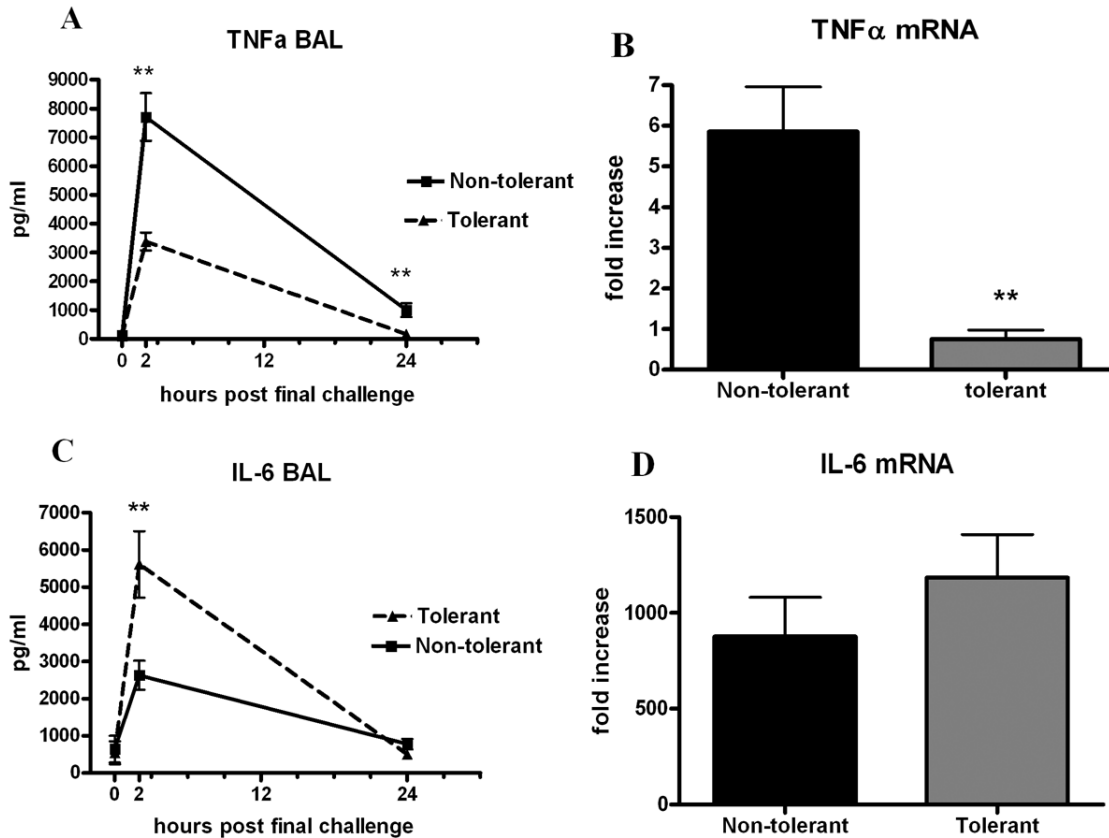 A
TNFa BAL
9000
8000
7000
6000
5000
4000
3000
2000
1000
0
pg/ml
**
**
0 2 12 24
hours post final challenge
Non-tolerant
Tolerant
B
TNFα mRNA
7
6
5
4
3
2
1
0
fold increase
**
Non-tolerant tolerant
C
IL-6 BAL
7000
6000
5000
4000
3000
2000
1000
0
pg/ml
**
0 2 12 24
hours post final challenge
Tolerant
Non-tolerant
D
IL-6 mRNA
1500
1000
500
0
fold increase
Non-tolerant Tolerant